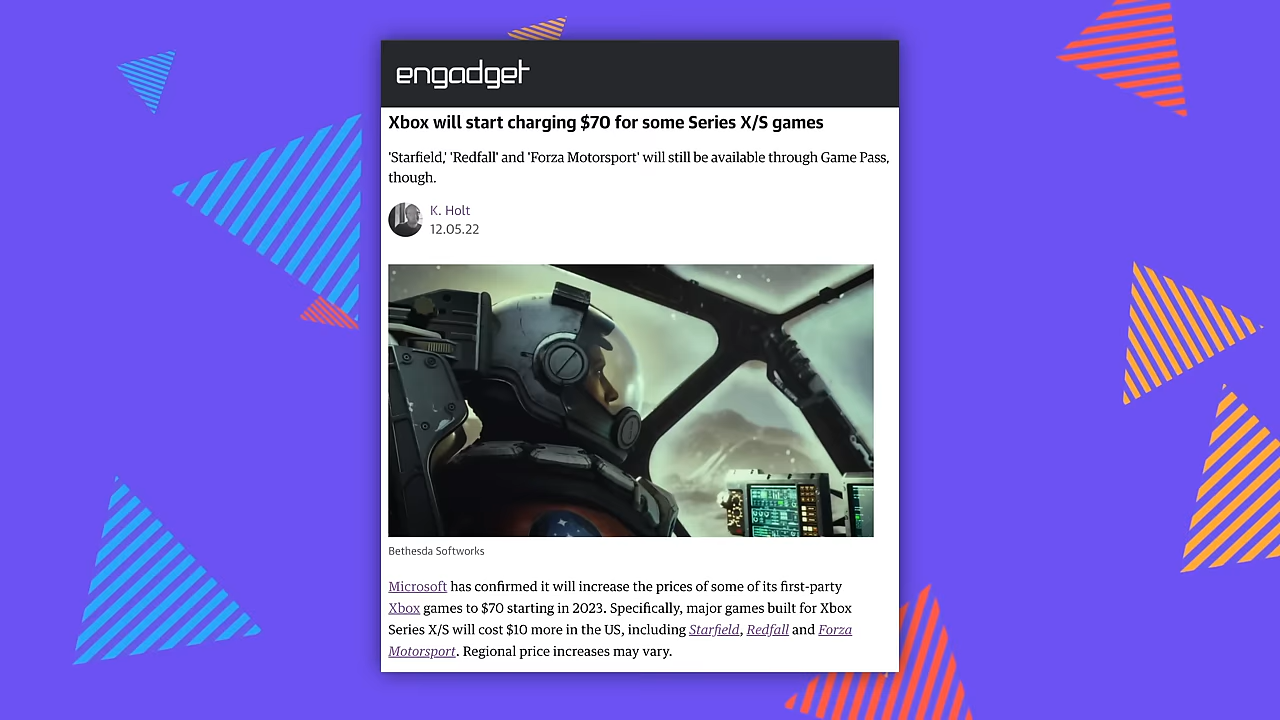 engadget
Xbox will start charging $70 for some Series X/S games
'Starfield,' 'Redfall' and 'Forza Motorsport' will still be available through Game Pass,
though.
K. Holt
12.05.22
Bethesda Softworks
Microsoft has confirmed it will increase the prices of some of its first-party
Xbox games to $70 starting in 2023. Specifically, major games built for Xbox
Series X/S will cost $10 more in the US, including Starfield, Redfall and Forza
Motorsport. Regional price increases may vary.